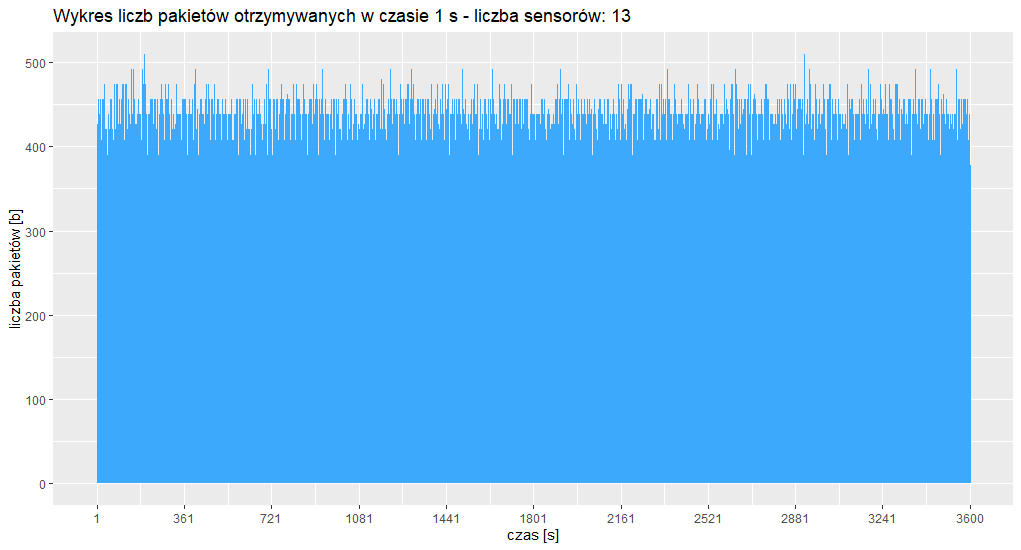 Wykres liczb pakietów otrzymywanych w czasie 1 s - liczba sensorów: 13
liczba pakietów [b]
500
400
300
200
100
0
1 361 721 1081 1441 1801 2161 2521 2881 3241 3600
czas [s]